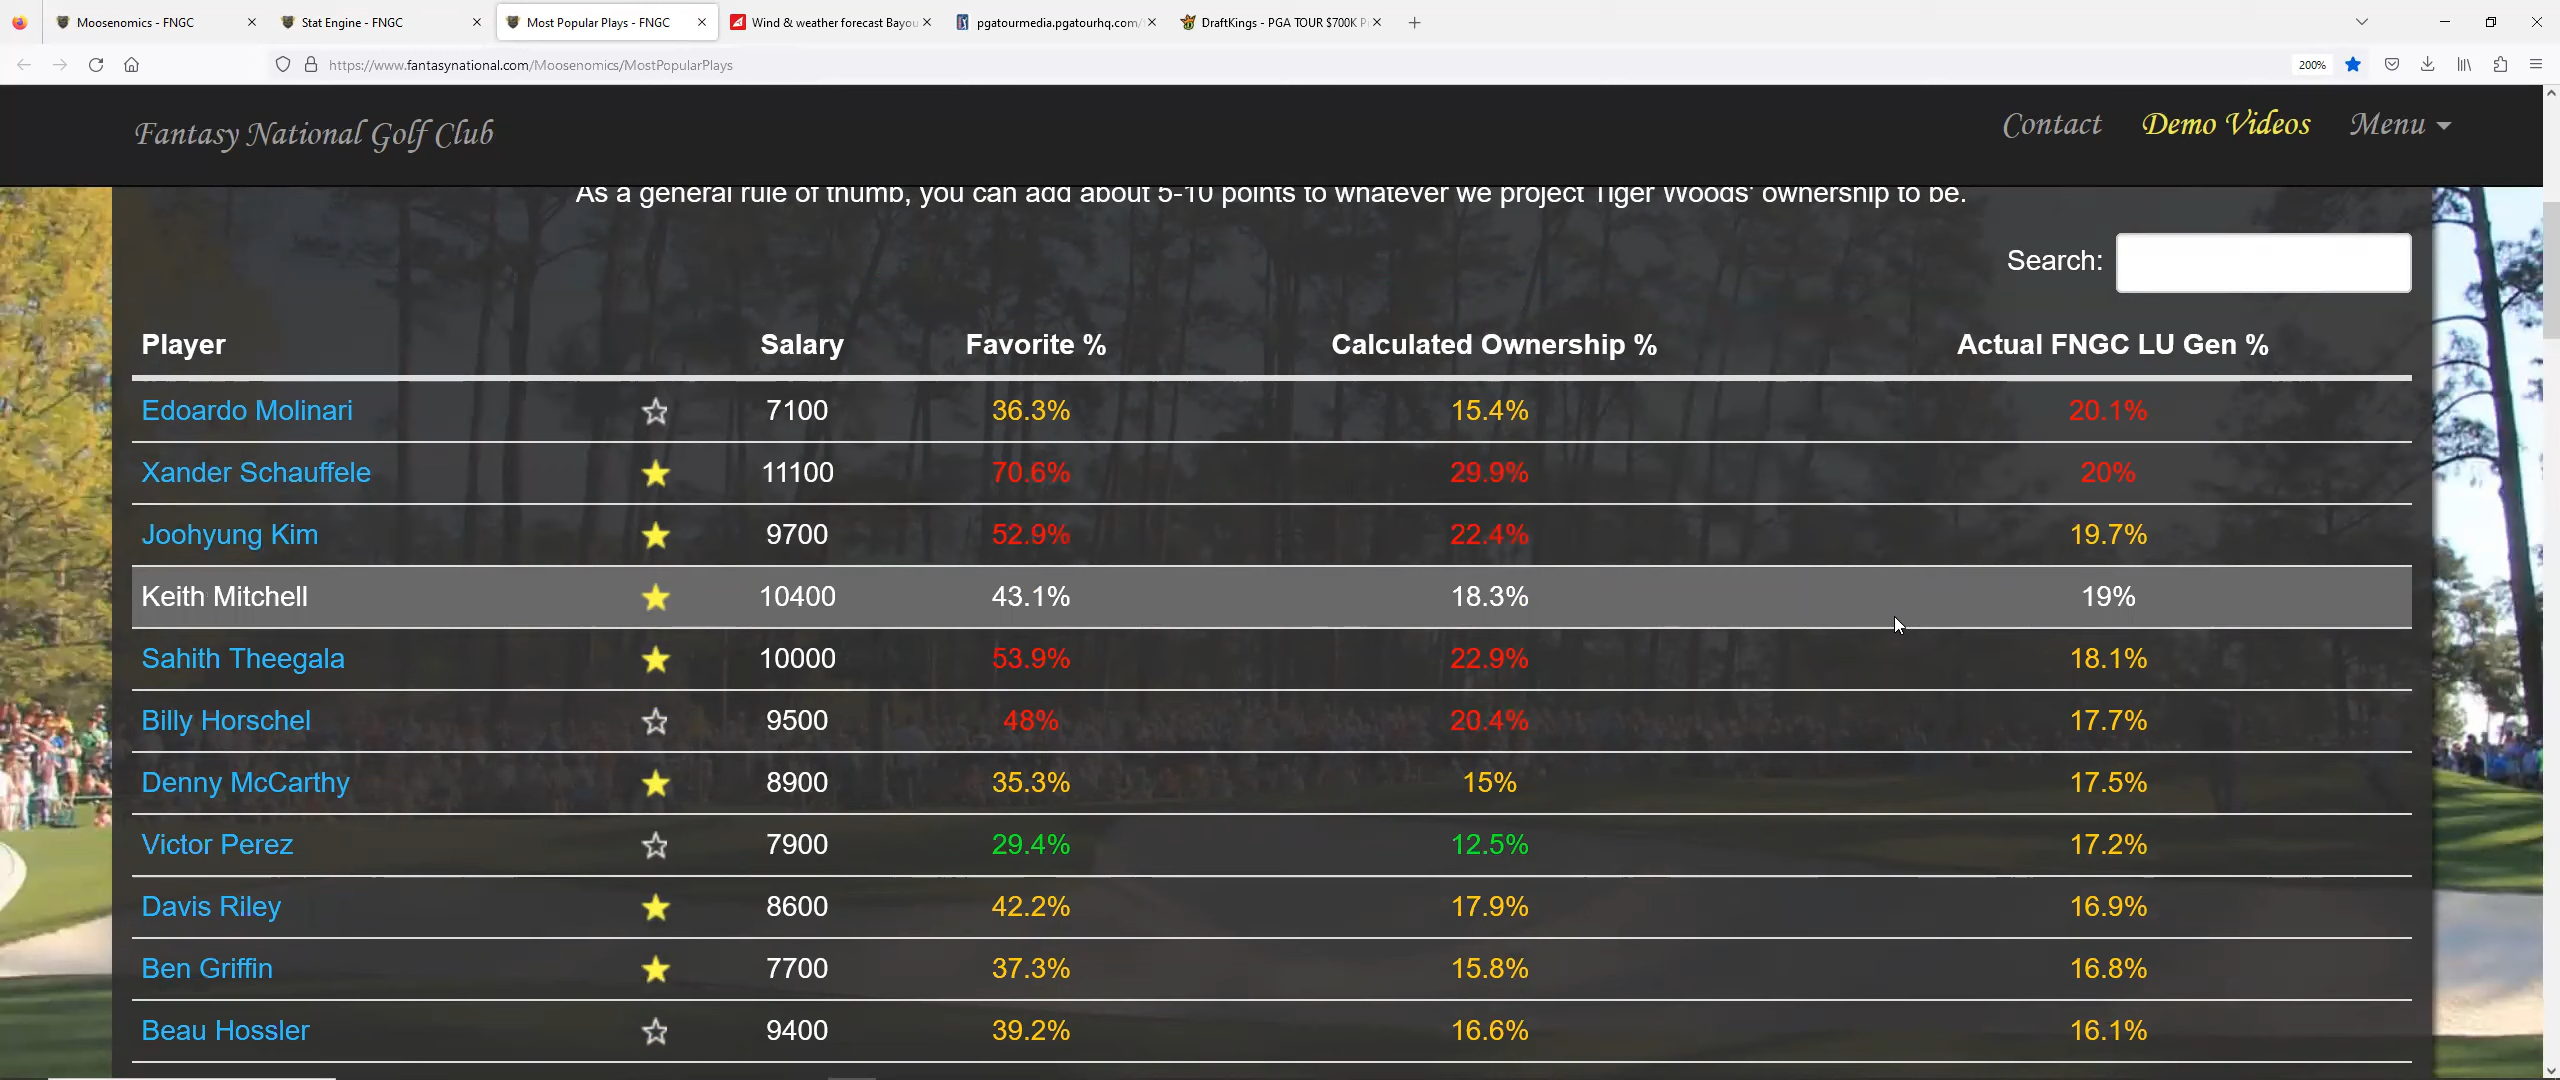 Moosenomics - FNGC
Stat Engine - FNGC
Most Popular Plays - FNGC
Wind & weather forecast Bayou
pgatourmedia.pgatourhq.com/
DraftKings - PGA TOUR $700K P
https://www.fantasynational.com/Moosenomics/MostPopularPlays
200%
Fantasy National Golf Club
Contact Demo Videos Menu
As a general rule of thumb, you can add about 5-10 points to whatever we project Tiger Woods' ownership to be.
Search:
Player Salary Favorite % Calculated Ownership % Actual FNGC LU Gen %
Edoardo Molinari 7100 36.3% 15.4% 20.1%
Xander Schauffele 11100 70.6% 29.9% 20%
Joohyung Kim 9700 52.9% 22.4% 19.7%
Keith Mitchell 10400 43.1% 18.3% 19%
Sahith Theegala 10000 53.9% 22.9% 18.1%
Billy Horschel 9500 48% 20.4% 17.7%
Denny McCarthy 8900 35.3% 15% 17.5%
Victor Perez 7900 29.4% 12.5% 17.2%
Davis Riley 8600 42.2% 17.9% 16.9%
Ben Griffin 7700 37.3% 15.8% 16.8%
Beau Hossler 9400 39.2% 16.6% 16.1%